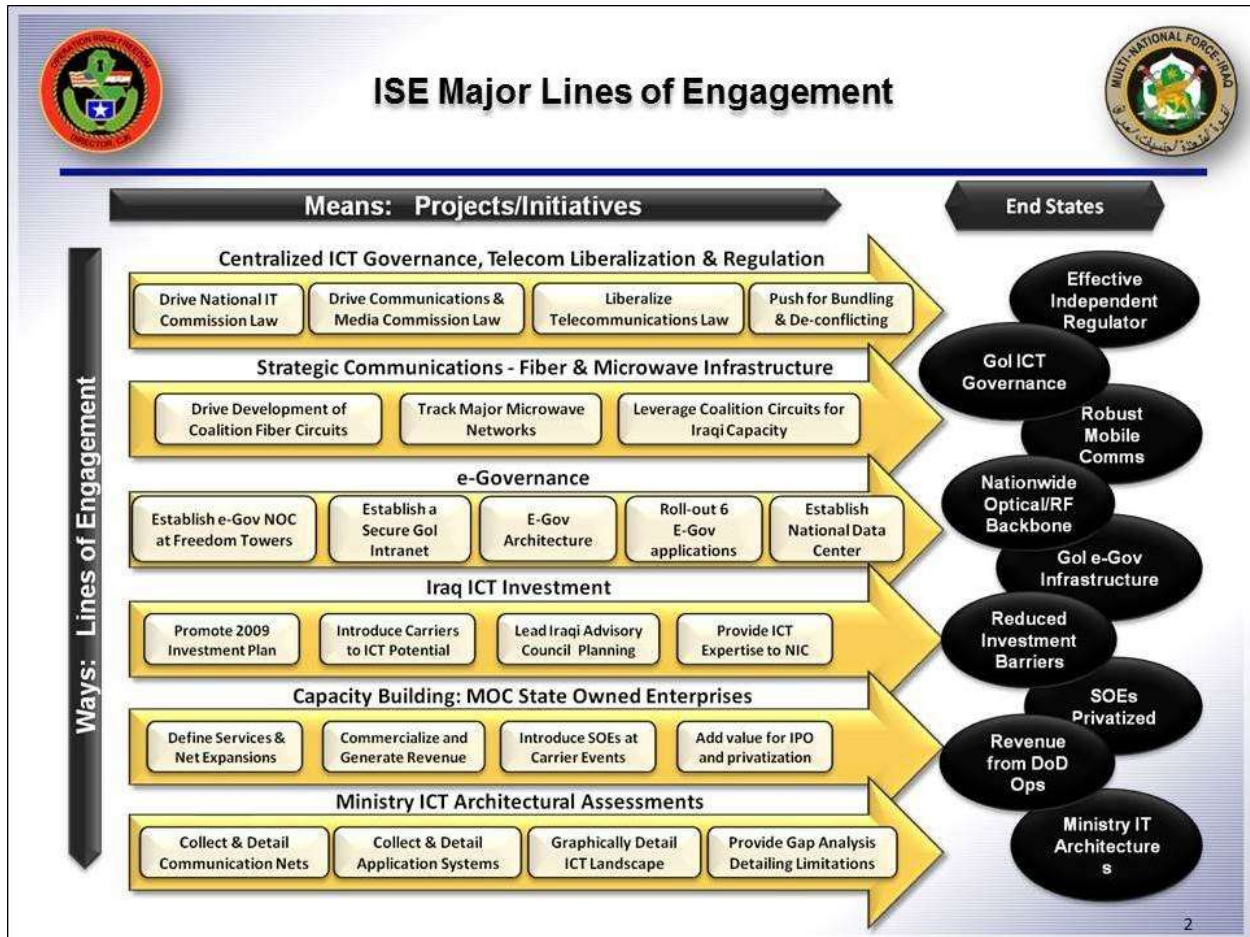 OPERATION IRAQI FREEDOM
MULTI-NATIONAL FORCE-IRAQ
ISE Major Lines of Engagement
Means: Projects/Initiatives
End States
Ways: Lines of Engagement
Centralized ICT Governance, Telecom Liberalization & Regulation
Drive National IT
Commission Law
Drive Communications &
Media Commission Law
Liberalize
Telecommunications Law
Push for Bundling
& De-conflicting
Strategic Communications - Fiber & Microwave Infrastructure
Drive Development of
Coalition Fiber Circuits
Track Major Microwave
Networks
Leverage Coalition Circuits for
Iraqi Capacity
e-Governance
Establish e-Gov NOC
at Freedom Towers
Establish a
Secure GoI
Intranet
E-Gov
Architecture
Roll-out 6
E-Gov
applications
Establish
National Data
Center
Iraq ICT Investment
Promote 2009
Investment Plan
Introduce Carriers
to ICT Potential
Lead Iraqi Advisory
Council Planning
Provide ICT
Expertise to NIC
Capacity Building: MOC State Owned Enterprises
Define Services &
Net Expansions
Commercialize and
Generate Revenue
Introduce SOEs at
Carrier Events
Add value for IPO
and privatization
Ministry ICT Architectural Assessments
Collect & Detail
Communication Nets
Collect & Detail
Application Systems
Graphically Detail
ICT Landscape
Provide Gap Analysis
Detailing Limitations
Effective
Independent
Regulator
GoI ICT
Governance
Robust
Mobile
Comms
Nationwide
Optical/RF
Backbone
GoI e-Gov
Infrastructure
Reduced
Investment
Barriers
SOEs
Privatized
Revenue
from DoD
Ops
Ministry IT
Architecture
s
2